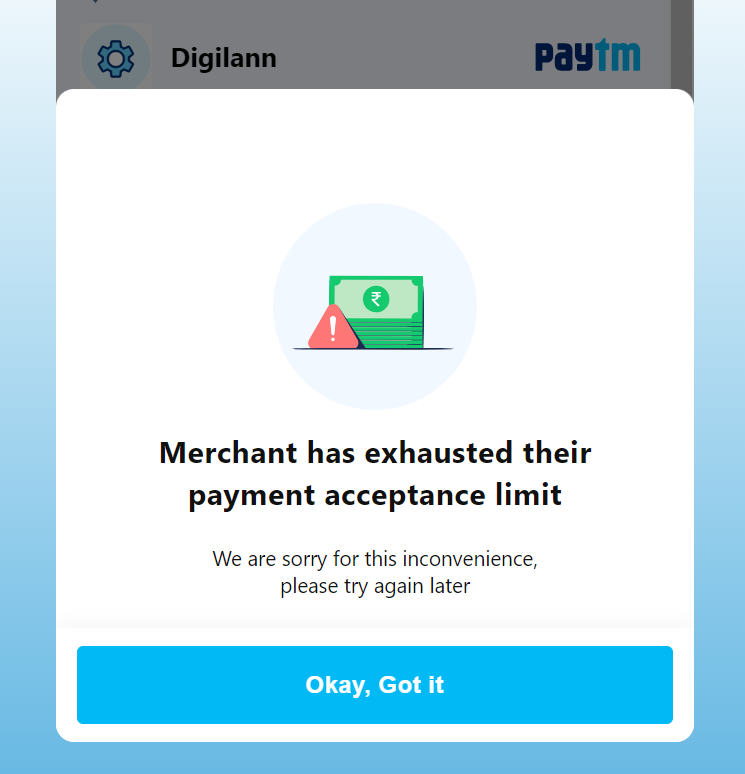 Digilann
paytm
₹
!
Merchant has exhausted their
payment acceptance limit
We are sorry for this inconvenience,
please try again later
Okay, Got it